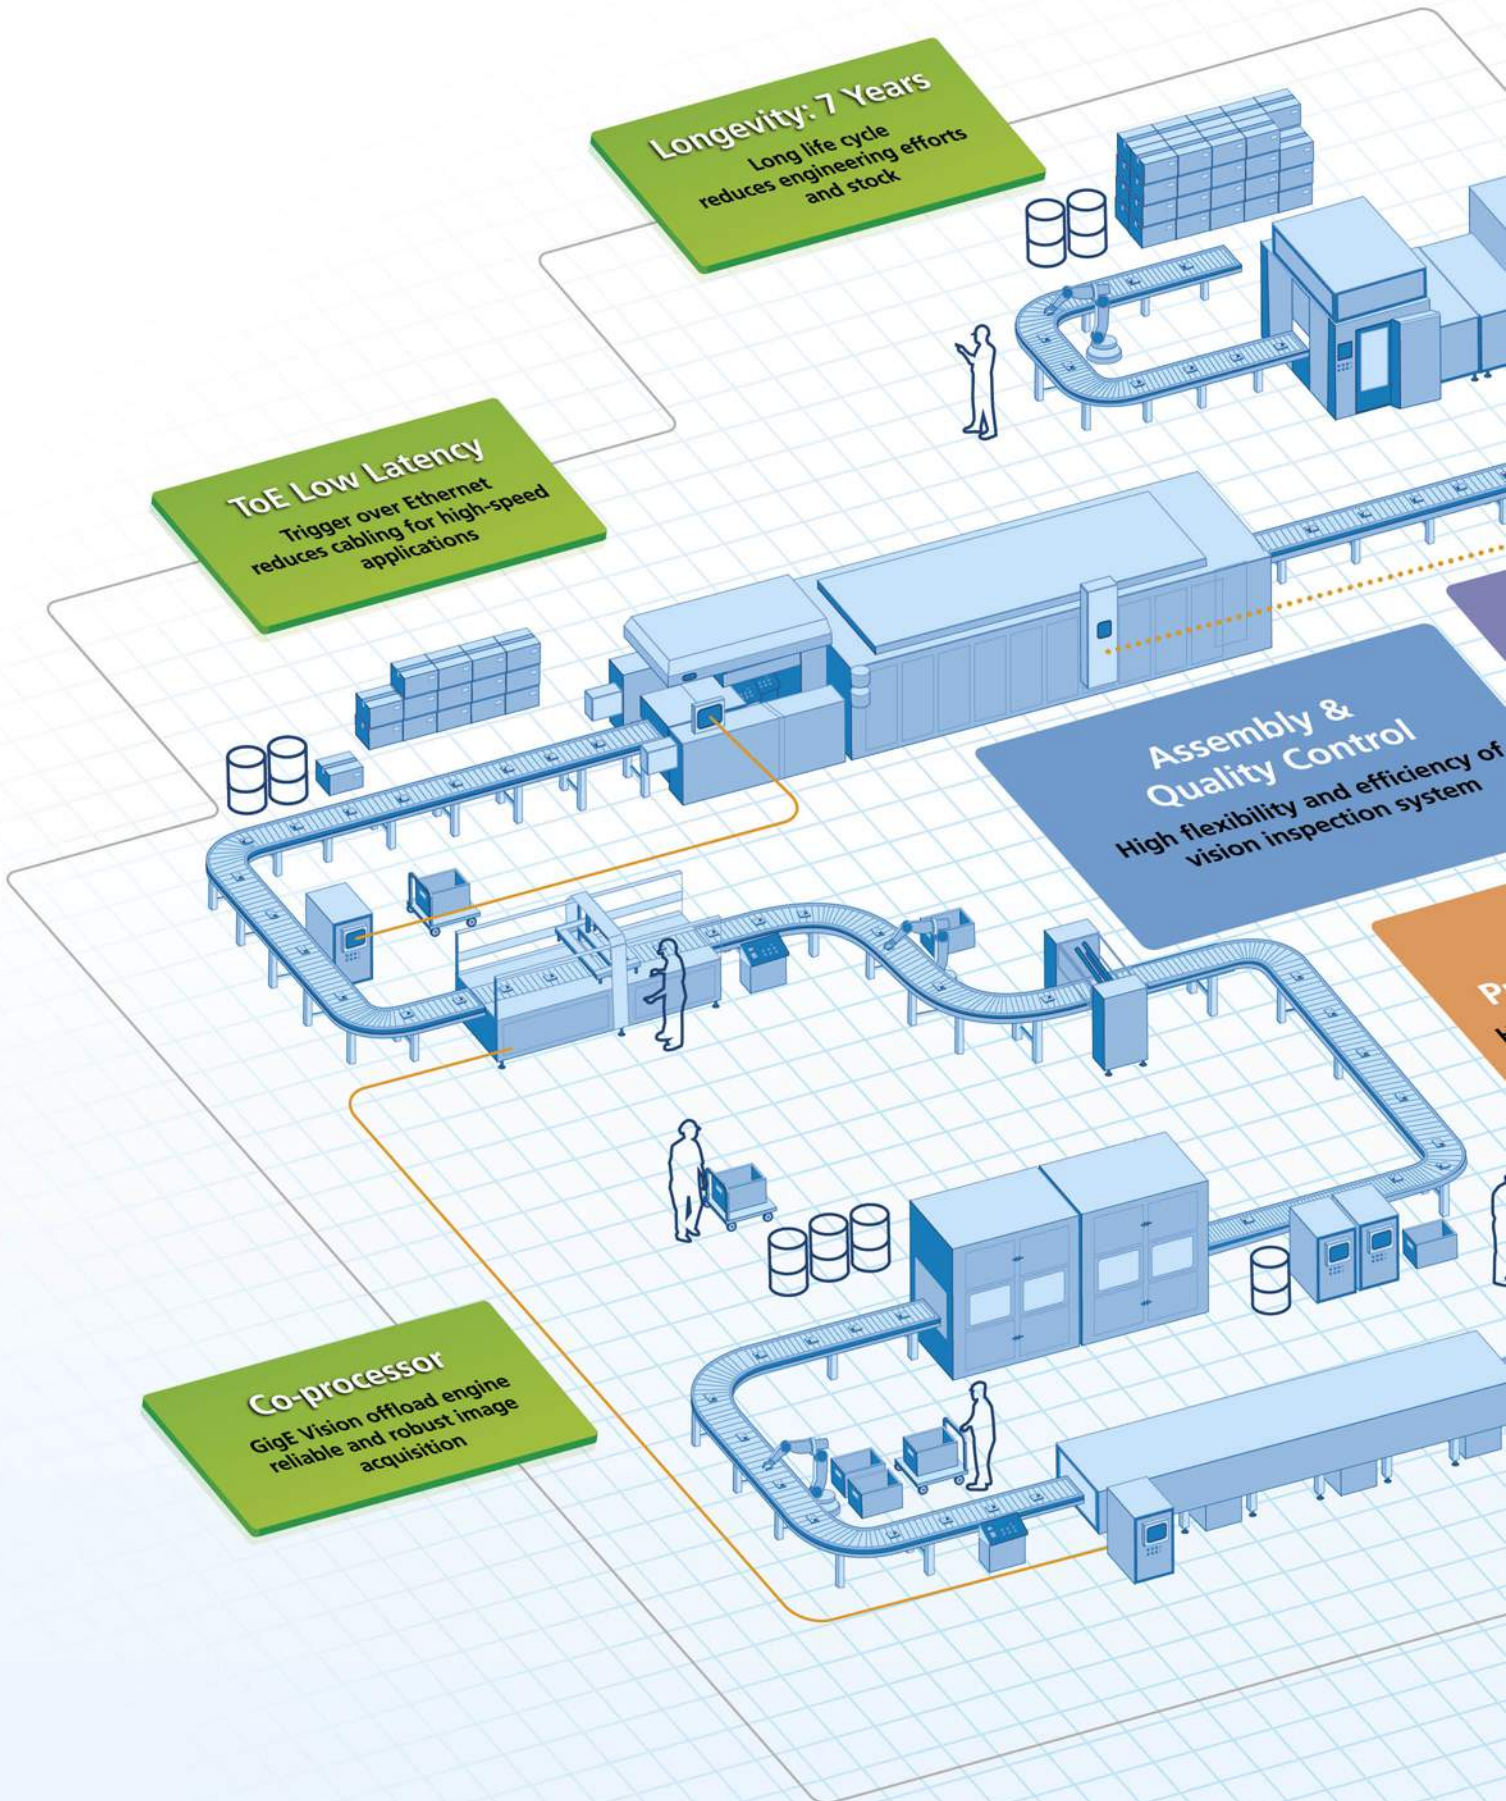 Longevity: 7 Years
Long life cycle
reduces engineering efforts
and stock
ToE Low Latency
Trigger over Ethernet
reduces cabling for high-speed
applications
Assembly &
Quality Control
High flexibility and efficiency of
vision inspection system
Co-processor
GigE Vision offload engine
reliable and robust image
acquisition